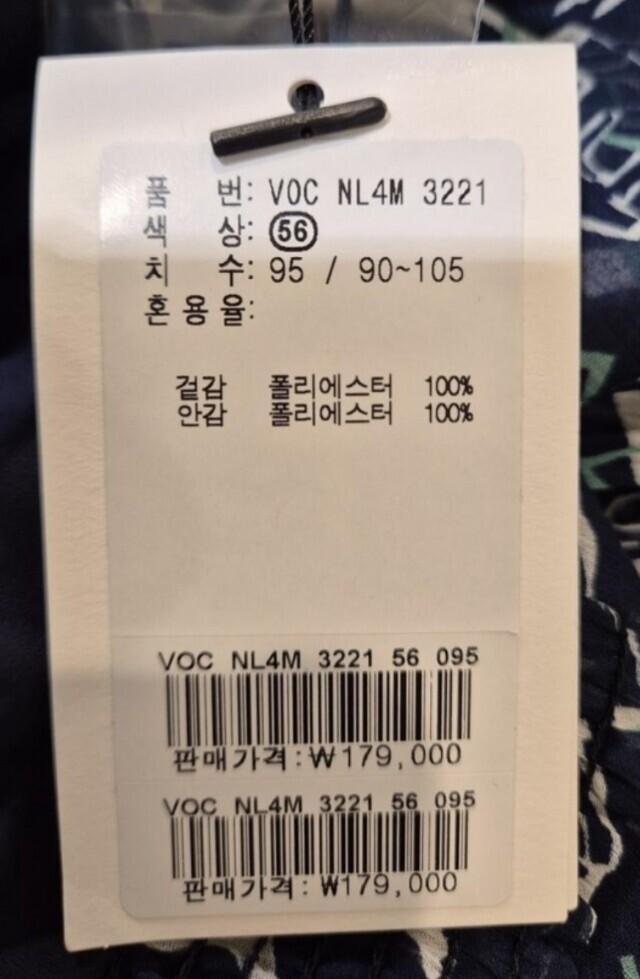 품 번: VOC NL4M 3221
색 상: 56
치 수: 95 / 90~105
혼용율:
겉감 폴리에스터 100%
안감 폴리에스터 100%
VOC NL4M 3221 56 095
판매가격:₩179,000
VOC NL4M 3221 56 095
판매가격:₩179,000